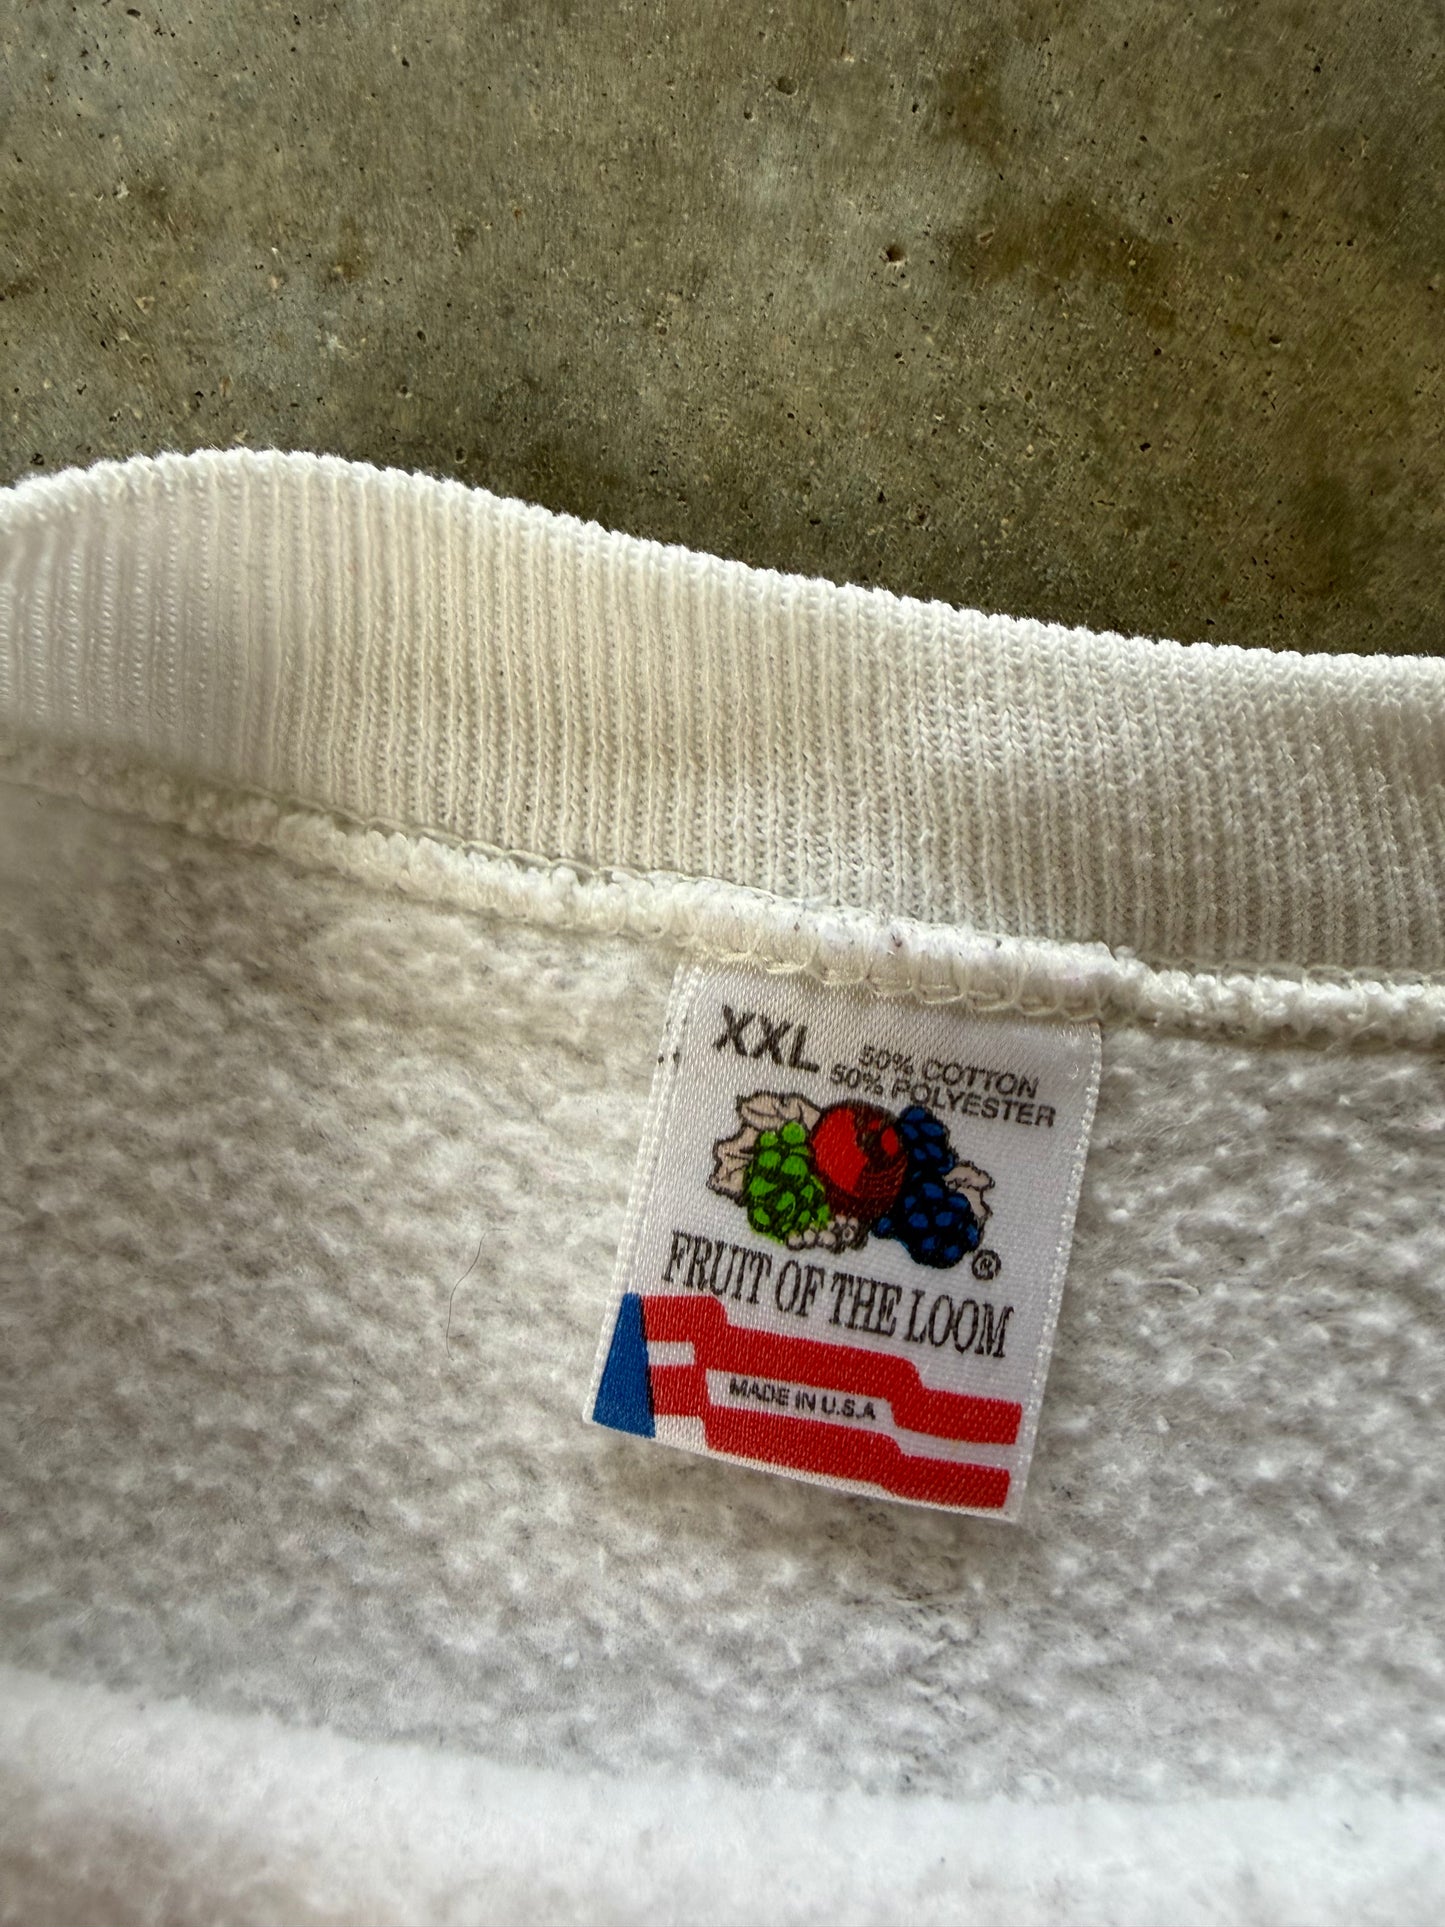 XXL
50% COTTON
50% POLYESTER
®
FRUIT OF THE LOOM
MADE IN U.S.A